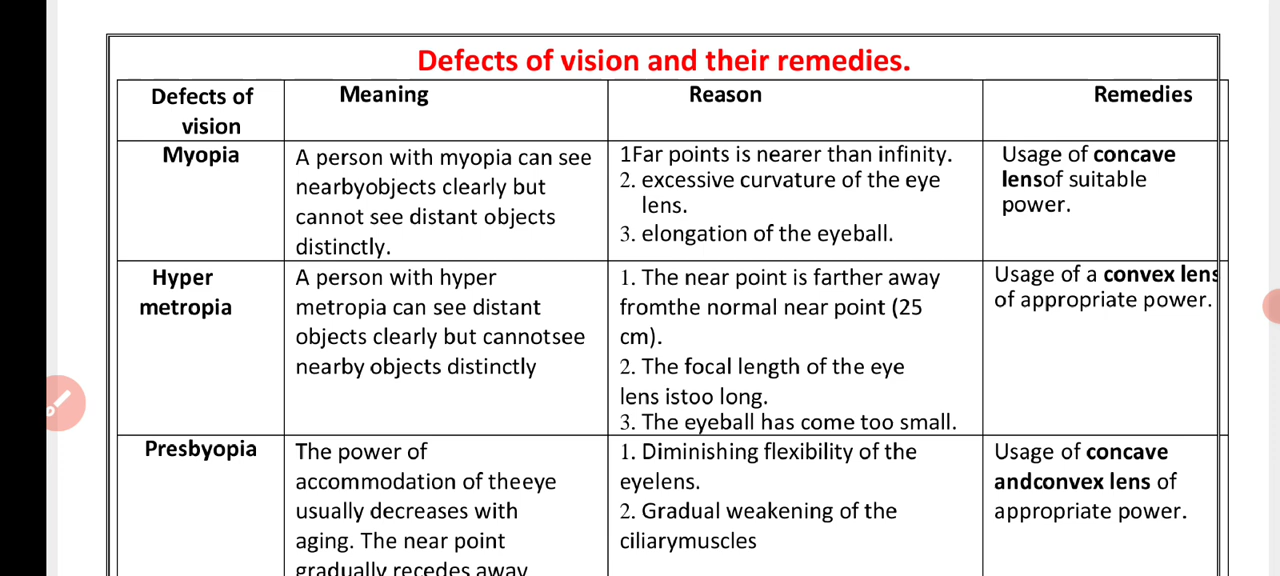 Defects of vision and their remedies.
Defects of
vision
Meaning
Reason
Remedies
Myopia
A person with myopia can see
nearbyobjects clearly but
cannot see distant objects
distinctly.
1Far points is nearer than infinity.
2. excessive curvature of the eye
lens.
3. elongation of the eyeball.
Usage of concave
lensof suitable
power.
Hyper
metropia
A person with hyper
metropia can see distant
objects clearly but cannotsee
nearby objects distinctly
1. The near point is farther away
fromthe normal near point (25
cm).
2. The focal length of the eye
lens istoo long.
3. The eyeball has come too small.
Usage of a convex lens
of appropriate power.
Presbyopia
The power of
accommodation of theeye
usually decreases with
aging. The near point
gradually recedes away
1. Diminishing flexibility of the
eyelens.
2. Gradual weakening of the
ciliarymuscles
Usage of concave
andconvex lens of
appropriate power.